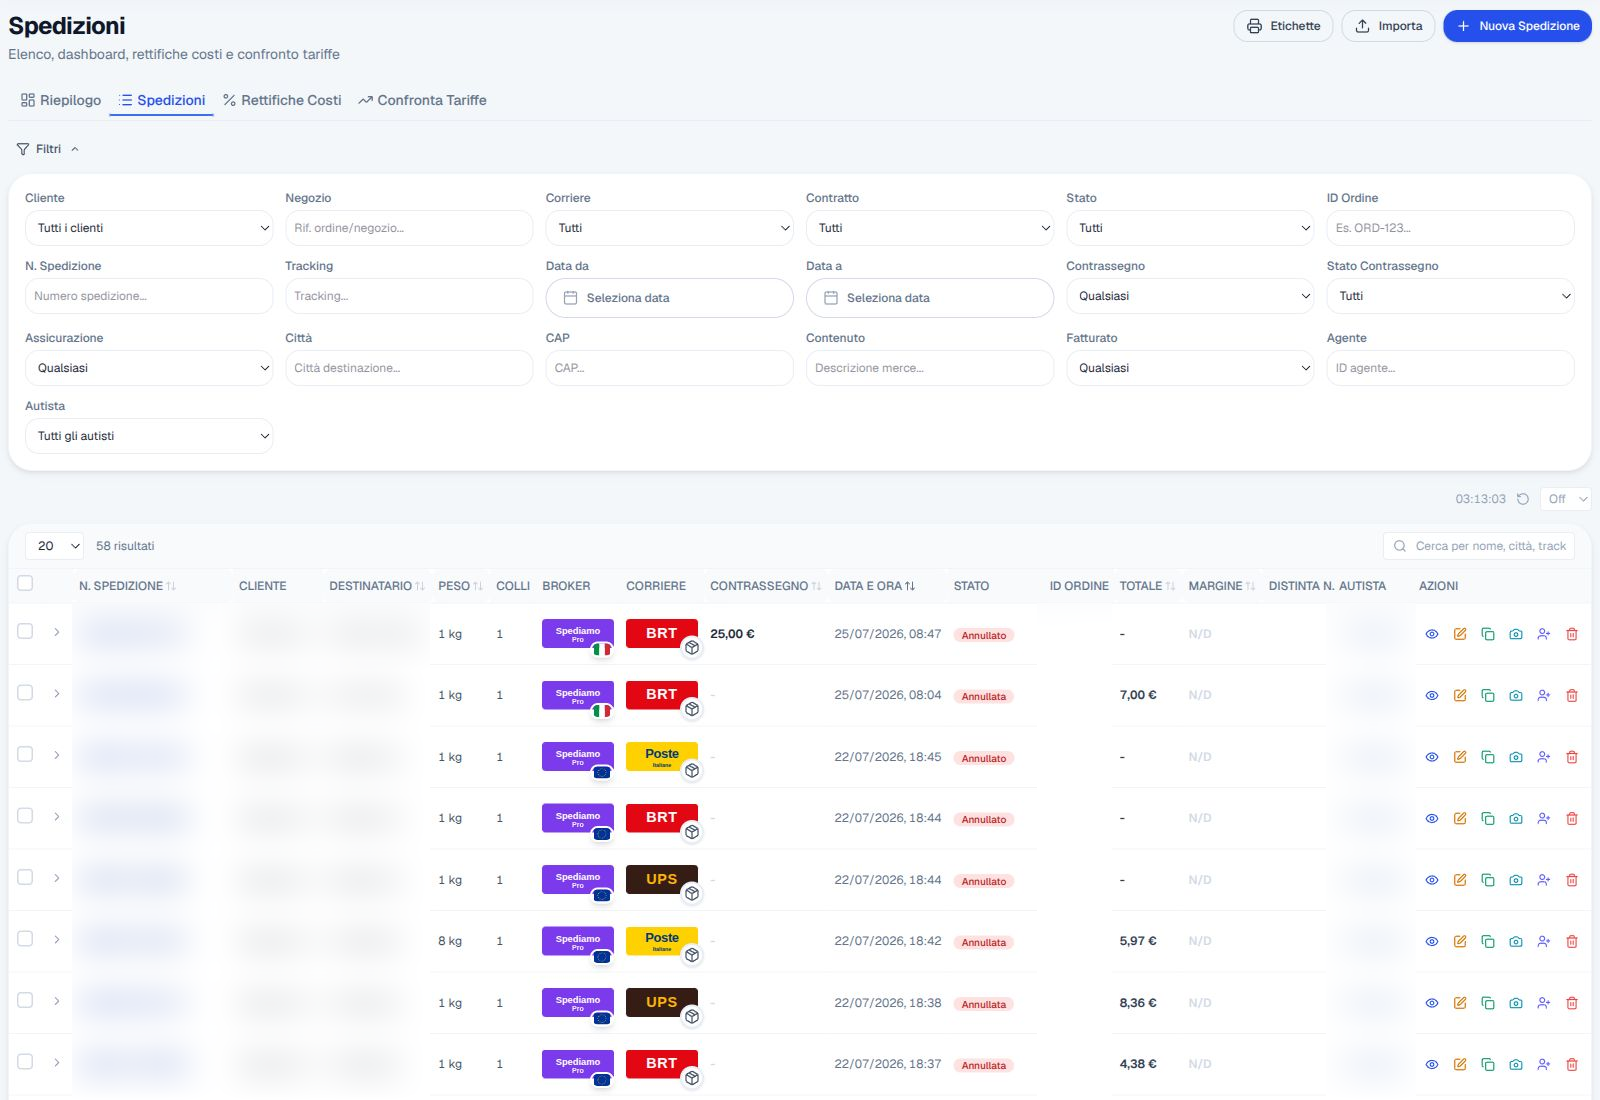 Spedizioni
Etichette
Importa
Nuova Spedizione
Elenco, dashboard, rettifiche costi e confronto tariffe
Riepilogo Spedizioni Rettifiche Costi Confronta Tariffe
Filtri
Cliente Negozio Corriere Contratto Stato ID Ordine
Tutti i clienti Rif. ordine/negozio... Tutti Tutti Tutti Es. ORD-123...
N. Spedizione Tracking Data da Data a Contrassegno Stato Contrassegno
Numero spedizione... Tracking... Seleziona data Seleziona data Qualsiasi Tutti
Assicurazione Città CAP Contenuto Fatturato Agente
Qualsiasi Città destinazione... CAP... Descrizione merce... Qualsiasi ID agente...
Autista
Tutti gli autisti
03:13:03 Off
20 58 risultati Cerca per nome, città, track
N. SPEDIZIONE CLIENTE DESTINATARIO PESO COLLI BROKER CORRIERE CONTRASSEGNO DATA E ORA STATO ID ORDINE TOTALE MARGINE DISTINTA N. AUTISTA AZIONI
1 kg 1 Spediamo Pro BRT 25,00 € 25/07/2026, 08:47 Annullato - N/D
1 kg 1 Spediamo Pro BRT - 25/07/2026, 08:04 Annullata 7,00 € N/D
1 kg 1 Spediamo Pro Poste Italiane - 22/07/2026, 18:45 Annullato - N/D
1 kg 1 Spediamo Pro BRT - 22/07/2026, 18:44 Annullato - N/D
1 kg 1 Spediamo Pro UPS - 22/07/2026, 18:44 Annullato - N/D
8 kg 1 Spediamo Pro Poste Italiane - 22/07/2026, 18:42 Annullata 5,97 € N/D
1 kg 1 Spediamo Pro UPS - 22/07/2026, 18:38 Annullata 8,36 € N/D
1 kg 1 Spediamo Pro BRT - 22/07/2026, 18:37 Annullata 4,38 € N/D